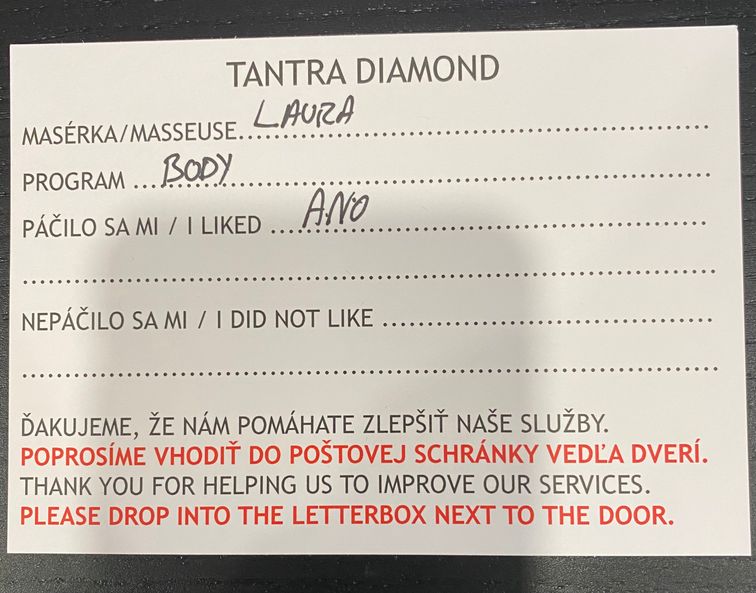 TANTRA DIAMOND
MASÉRKA/MASSEUSE LAURA
PROGRAM BODY
PÁČILO SA MI / I LIKED ÁNO
NEPÁČILO SA MI / I DID NOT LIKE
ĎAKUJEME, ŽE NÁM POMÁHATE ZLEPŠIŤ NAŠE SLUŽBY.
POPROSÍME VHODIŤ DO POŠTOVEJ SCHRÁNKY VEDĽA DVERÍ.
THANK YOU FOR HELPING US TO IMPROVE OUR SERVICES.
PLEASE DROP INTO THE LETTERBOX NEXT TO THE DOOR.